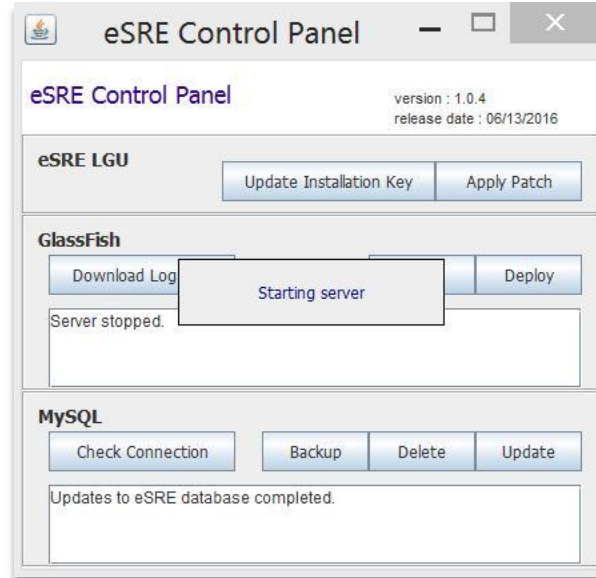 eSRE Control Panel
eSRE Control Panel
version : 1.0.4
release date : 06/13/2016
eSRE LGU
Update Installation Key
Apply Patch
GlassFish
Download Log
Deploy
Starting server
Server stopped.
MySQL
Check Connection
Backup
Delete
Update
Updates to eSRE database completed.